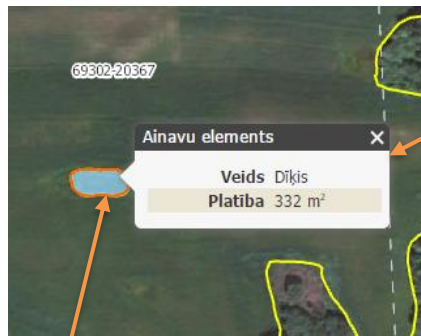 69302-20367
Ainavu elements ×
Veids Dīķis
Platība 332 m²